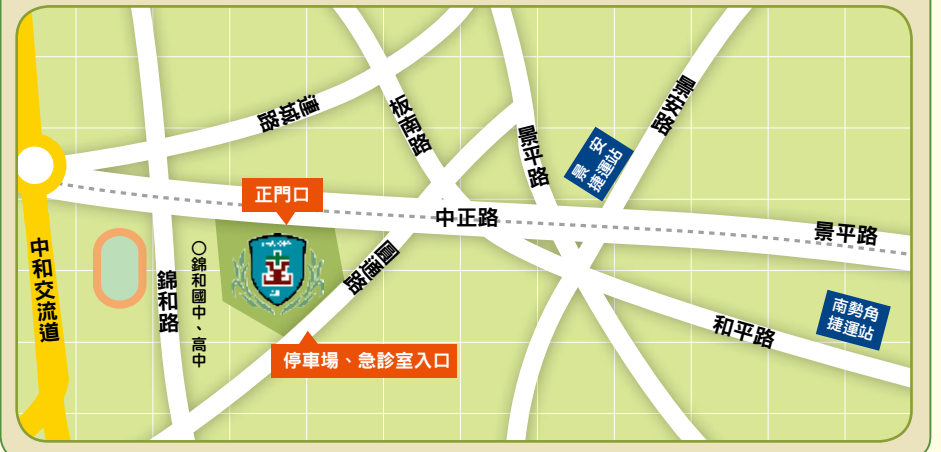 連城路
板南路
景安路
景平路
景安
捷運站
正門口
中正路
景平路
中和交流道
錦和路
〇錦和國中、高中
圓通路
南勢角
捷運站
和平路
停車場、急診室入口